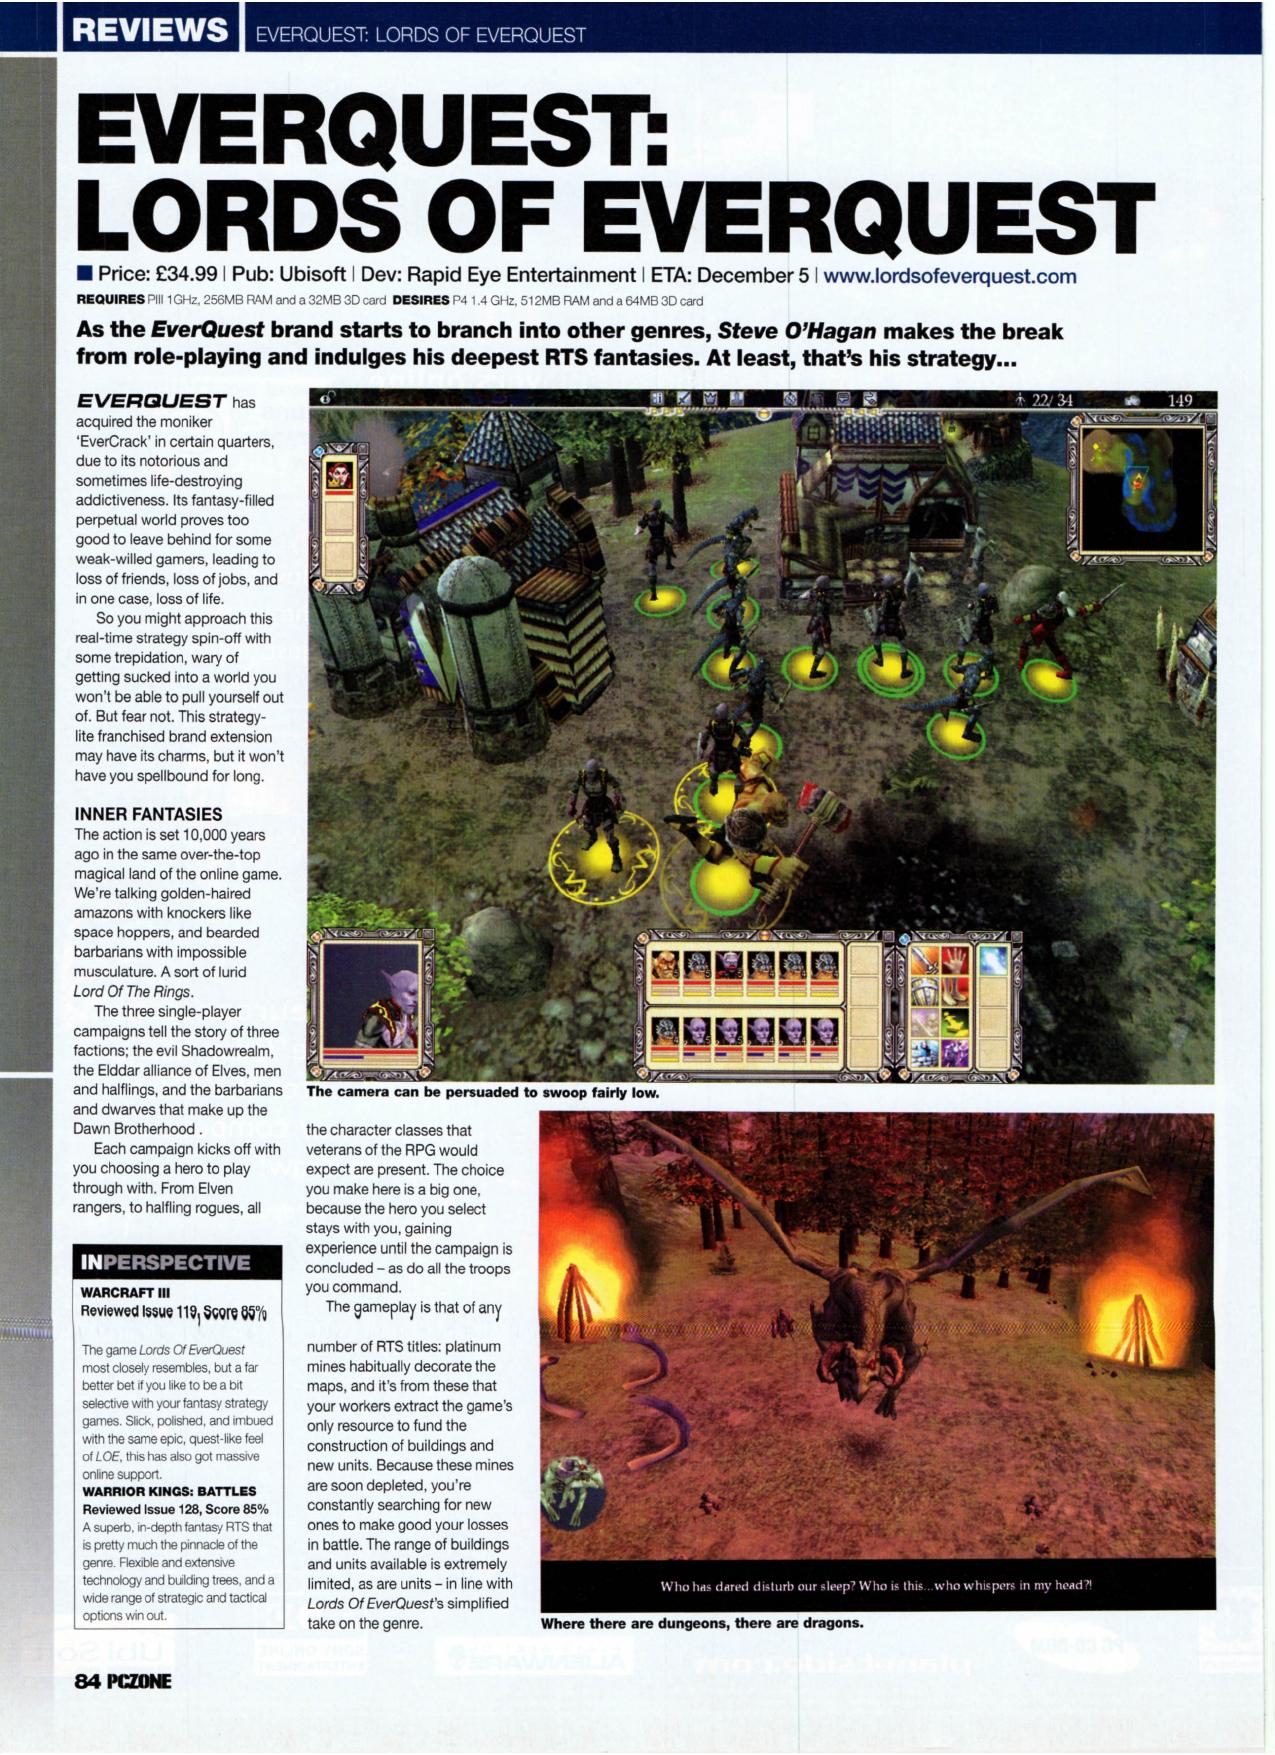 REVIEWS EVERQUEST: LORDS OF EVERQUEST
EVERQUEST:
LORDS OF EVERQUEST
Price: £34.99 | Pub: Ubisoft | Dev: Rapid Eye Entertainment | ETA: December 5 | www.lordsofeverquest.com
REQUIRES PIII 1GHz, 256MB RAM and a 32MB 3D card DESIRES P4 1.4 GHz, 512MB RAM and a 64MB 3D card
As the EverQuest brand starts to branch into other genres, Steve O'Hagan makes the break
from role-playing and indulges his deepest RTS fantasies. At least, that's his strategy...
EVERQUEST has
acquired the moniker
'EverCrack' in certain quarters,
due to its notorious and
sometimes life-destroying
addictiveness. Its fantasy-filled
perpetual world proves too
good to leave behind for some
weak-willed gamers, leading to
loss of friends, loss of jobs, and
in one case, loss of life.
So you might approach this
real-time strategy spin-off with
some trepidation, wary of
getting sucked into a world you
won't be able to pull yourself out
of. But fear not. This strategy-
lite franchised brand extension
may have its charms, but it won't
have you spellbound for long.
INNER FANTASIES
The action is set 10,000 years
ago in the same over-the-top
magical land of the online game.
We're talking golden-haired
amazons with knockers like
space hoppers, and bearded
barbarians with impossible
musculature. A sort of lurid
Lord Of The Rings.
The three single-player
campaigns tell the story of three
factions; the evil Shadowrealm,
the Elddar alliance of Elves, men
and halflings, and the barbarians
and dwarves that make up the
Dawn Brotherhood .
Each campaign kicks off with
you choosing a hero to play
through with. From Elven
rangers, to halfling rogues, all
INPERSPECTIVE
WARCRAFT III
Reviewed Issue 119, Score 85%
The game Lords Of EverQuest
most closely resembles, but a far
better bet if you like to be a bit
selective with your fantasy strategy
games. Slick, polished, and imbued
with the same epic, quest-like feel
of LOE, this has also got massive
online support.
WARRIOR KINGS: BATTLES
Reviewed Issue 128, Score 85%
A superb, in-depth fantasy RTS that
is pretty much the pinnacle of the
genre. Flexible and extensive
technology and building trees, and a
wide range of strategic and tactical
options win out.
22/ 34
149
The camera can be persuaded to swoop fairly low.
the character classes that
veterans of the RPG would
expect are present. The choice
you make here is a big one,
because the hero you select
stays with you, gaining
experience until the campaign is
concluded – as do all the troops
you command.
The gameplay is that of any
number of RTS titles: platinum
mines habitually decorate the
maps, and it's from these that
your workers extract the game's
only resource to fund the
construction of buildings and
new units. Because these mines
are soon depleted, you're
constantly searching for new
ones to make good your losses
in battle. The range of buildings
and units available is extremely
limited, as are units – in line with
Lords Of EverQuest's simplified
take on the genre.
Who has dared disturb our sleep? Who is this...who whispers in my head?!
Where there are dungeons, there are dragons.
84 PCZONE